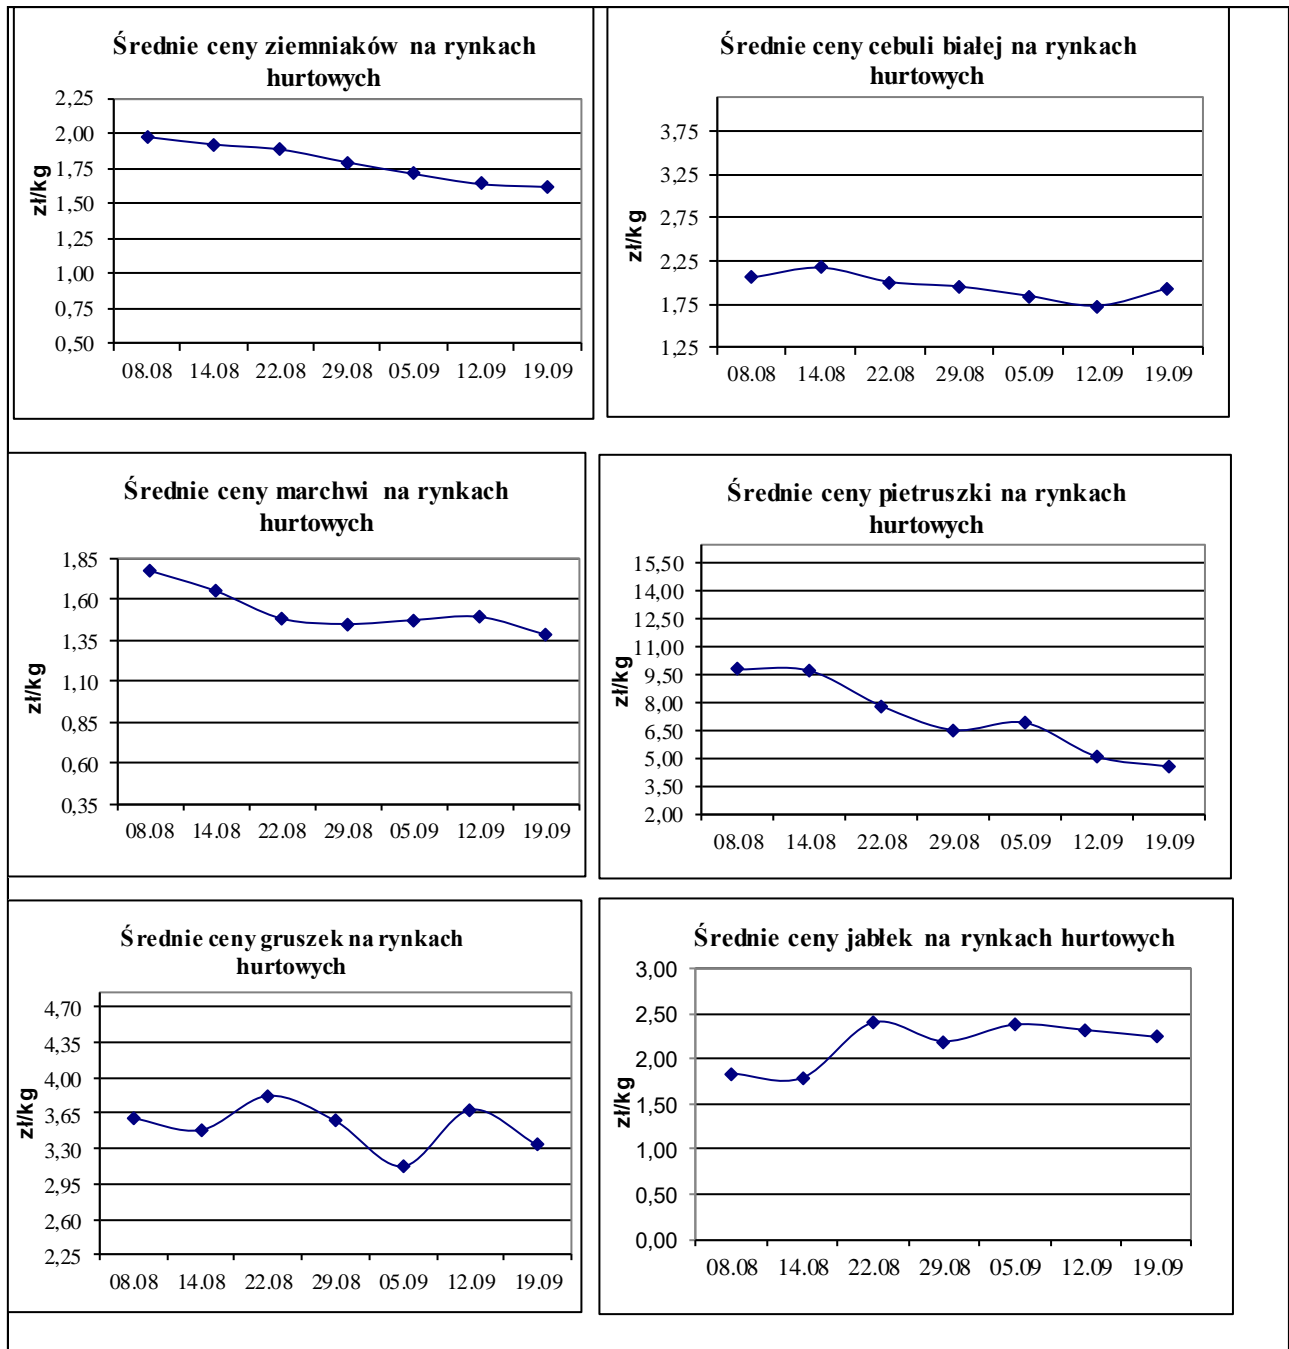 Średnie ceny ziemniaków na rynkach
hurtowych
zł/kg
2,25
2,00
1,75
1,50
1,25
1,00
0,75
0,50
08.08 14.08 22.08 29.08 05.09 12.09 19.09
Średnie ceny cebuli białej na rynkach
hurtowych
zł/kg
3,75
3,25
2,75
2,25
1,75
1,25
08.08 14.08 22.08 29.08 05.09 12.09 19.09
Średnie ceny marchwi na rynkach
hurtowych
zł/kg
1,85
1,60
1,35
1,10
0,85
0,60
0,35
08.08 14.08 22.08 29.08 05.09 12.09 19.09
Średnie ceny pietruszki na rynkach
hurtowych
zł/kg
15,50
14,00
12,50
11,00
9,50
8,00
6,50
5,00
3,50
2,00
08.08 14.08 22.08 29.08 05.09 12.09 19.09
Średnie ceny gruszek na rynkach
hurtowych
zł/kg
4,70
4,35
4,00
3,65
3,30
2,95
2,60
2,25
08.08 14.08 22.08 29.08 05.09 12.09 19.09
Średnie ceny jabłek na rynkach hurtowych
zł/kg
3,00
2,50
2,00
1,50
1,00
0,50
0,00
08.08 14.08 22.08 29.08 05.09 12.09 19.09